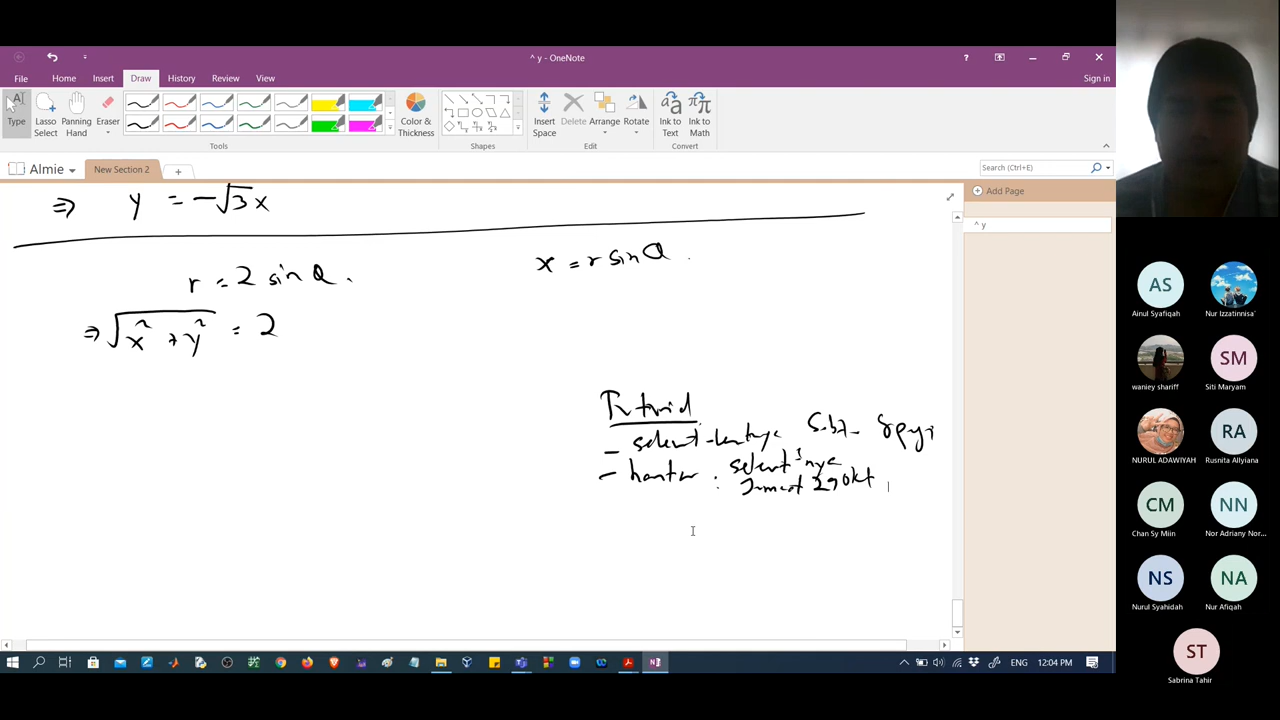 ^ y - OneNote
File Home Insert Draw History Review View
Sign in
Type
Lasso Select
Panning Hand
Eraser
Color & Thickness
Insert Space
Delete
Arrange
Rotate
Ink to Text
Ink to Math
Tools
Shapes
Edit
Convert
Almie
New Section 2
Search (Ctrl+E)
Add Page
^ y
⇒ y = -√3x
r = 2 sin θ.
x = r sin θ.
⇒ √x² + y² = 2
- hantar :
29 Okt
AS
Ainul Syafiqah
Nur Izzatinnisa'
waniey shariff
SM
Siti Maryam
NURUL ADAWIYAH
RA
Rusnita Allyiana
CM
Chan Sy Miin
NN
Nor Adriany Nor...
NS
Nurul Syahidah
NA
Nur Afiqah
ST
Sabrina Tahir
ENG 12:04 PM